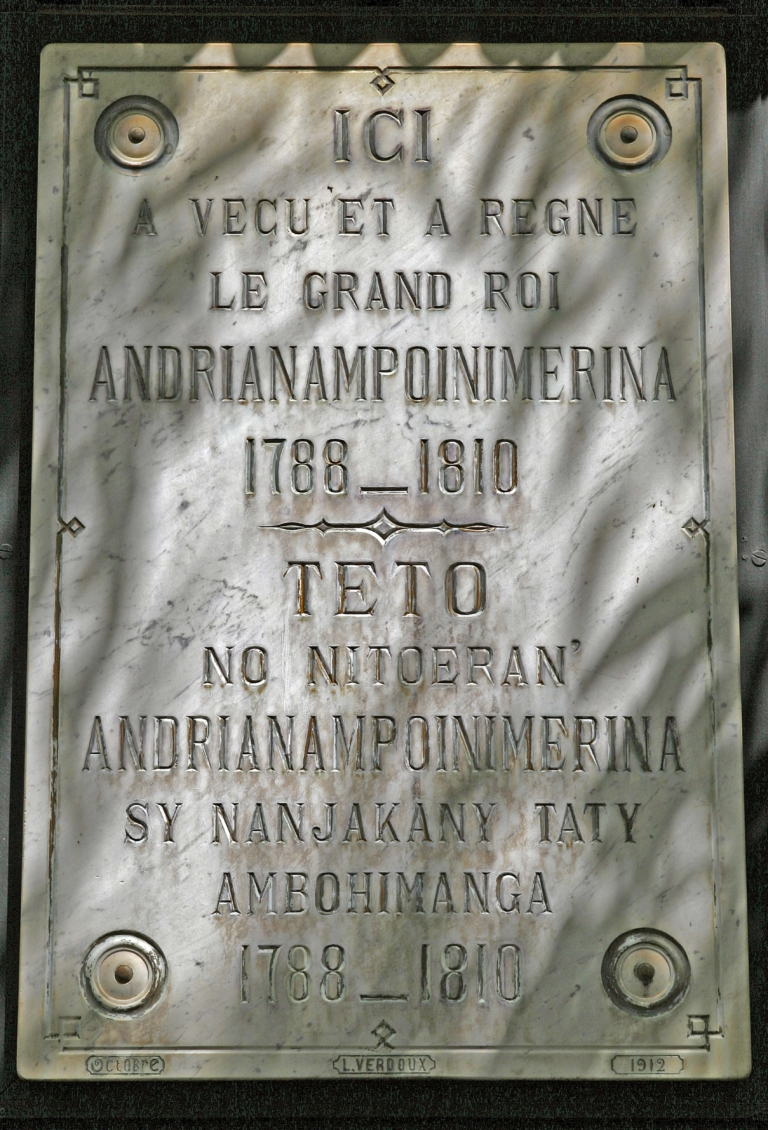 ICI
A VECU ET A REGNE
LE GRAND ROI
ANDRIANAMPOINIMERINA
1788_1810
TETO
NO NITOERAN'
ANDRIANAMPOINIMERINA
SY NANJAKANY TATY
AMBOHIMANGA
1788_1810
OCTOBRE L.VERDOUX 1912